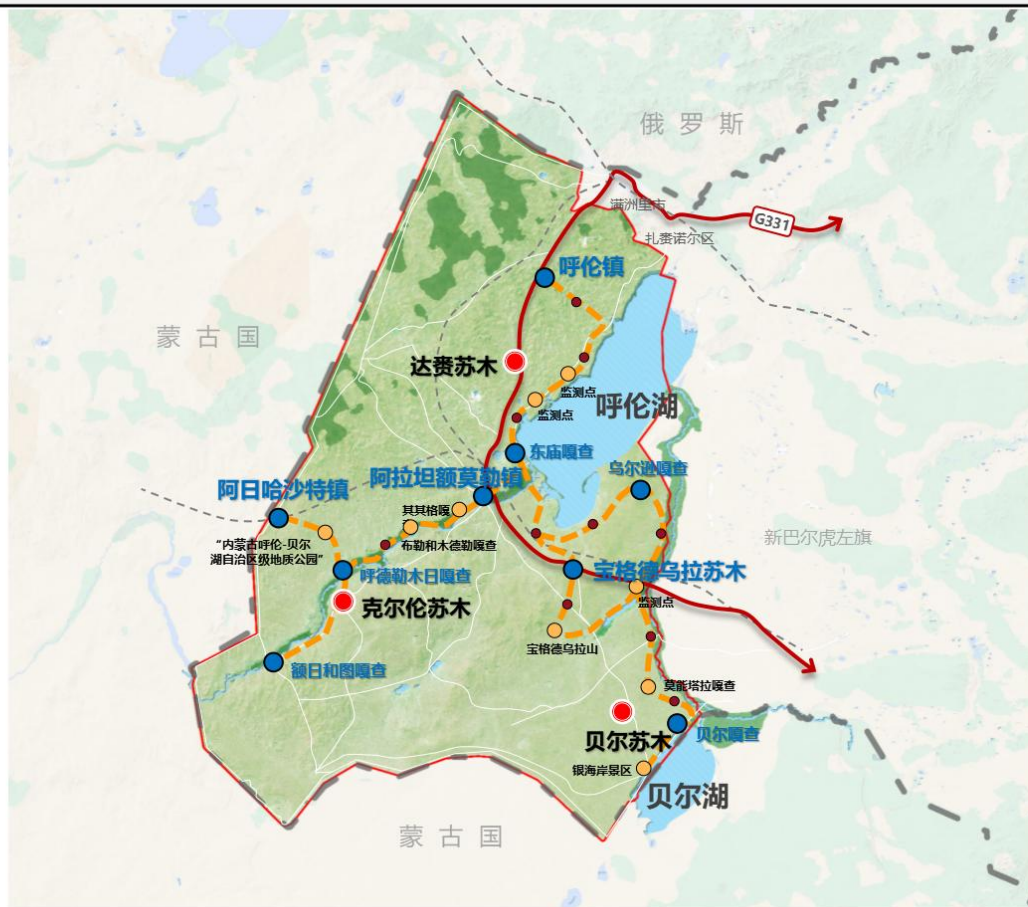 俄罗斯
满洲里市
G331
扎赉诺尔区
呼伦镇
蒙古国
达赉苏木
监测点
监测点
呼伦湖
东庙嘎查
乌尔逊嘎查
阿日哈沙特镇
阿拉坦额莫勒镇
其其格嘎
布勒和木德勒嘎查
“内蒙古呼伦-贝尔
湖自治区级地质公园”
新巴尔虎左旗
呼德勒木日嘎查
宝格德乌拉苏木
克尔伦苏木
监测点
宝格德乌拉山
额日和图嘎查
莫能塔拉嘎查
贝尔苏木
贝尔嘎查
银海岸景区
贝尔湖
蒙古国